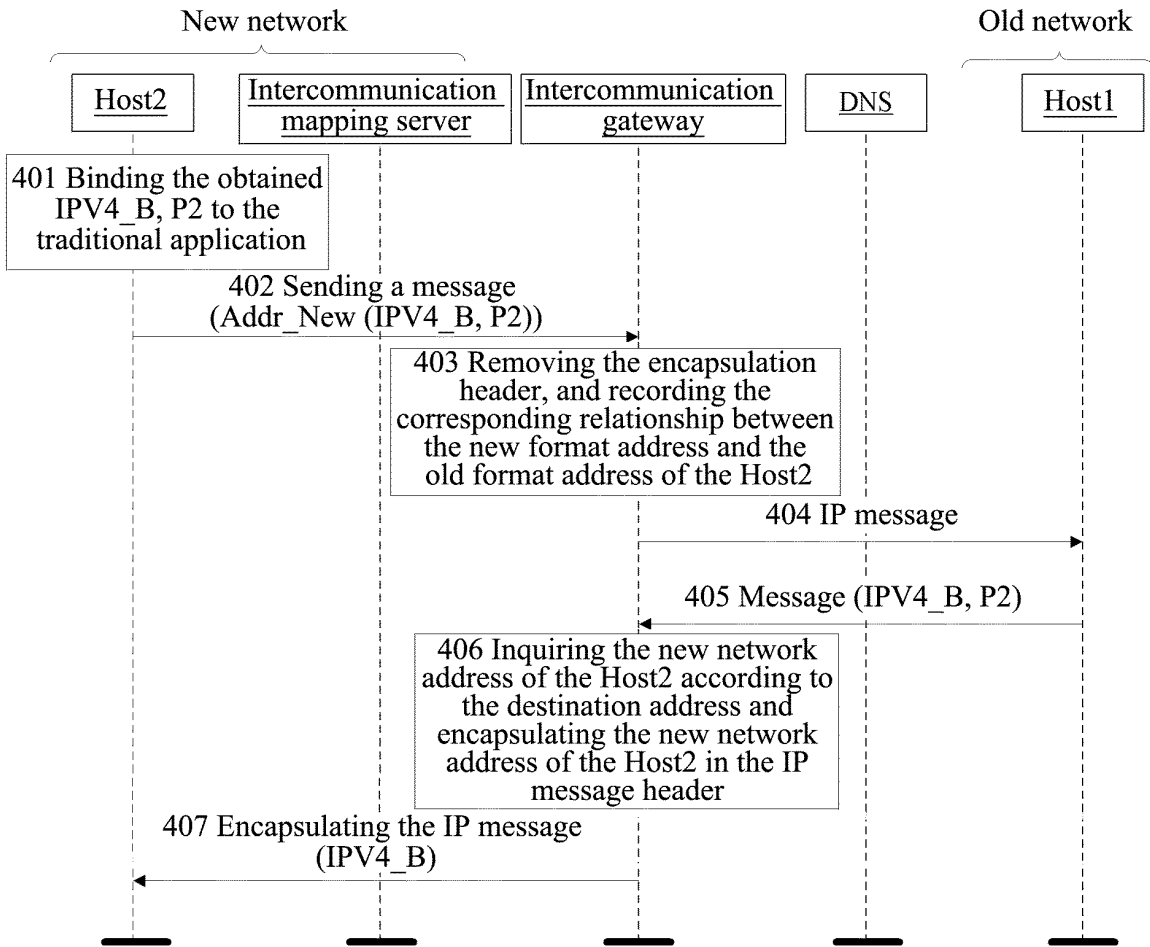 New network
Old network
Host2
Intercommunication
mapping server
Intercommunication
gateway
DNS
Host1
401 Binding the obtained
IPV4_B, P2 to the
traditional application
402 Sending a message
(Addr_New (IPV4_B, P2))
403 Removing the encapsulation
header, and recording the
corresponding relationship between
the new format address and the
old format address of the Host2
404 IP message
405 Message (IPV4_B, P2)
406 Inquiring the new network
address of the Host2 according to
the destination address and
encapsulating the new network
address of the Host2 in the IP
message header
407 Encapsulating the IP message
(IPV4_B)